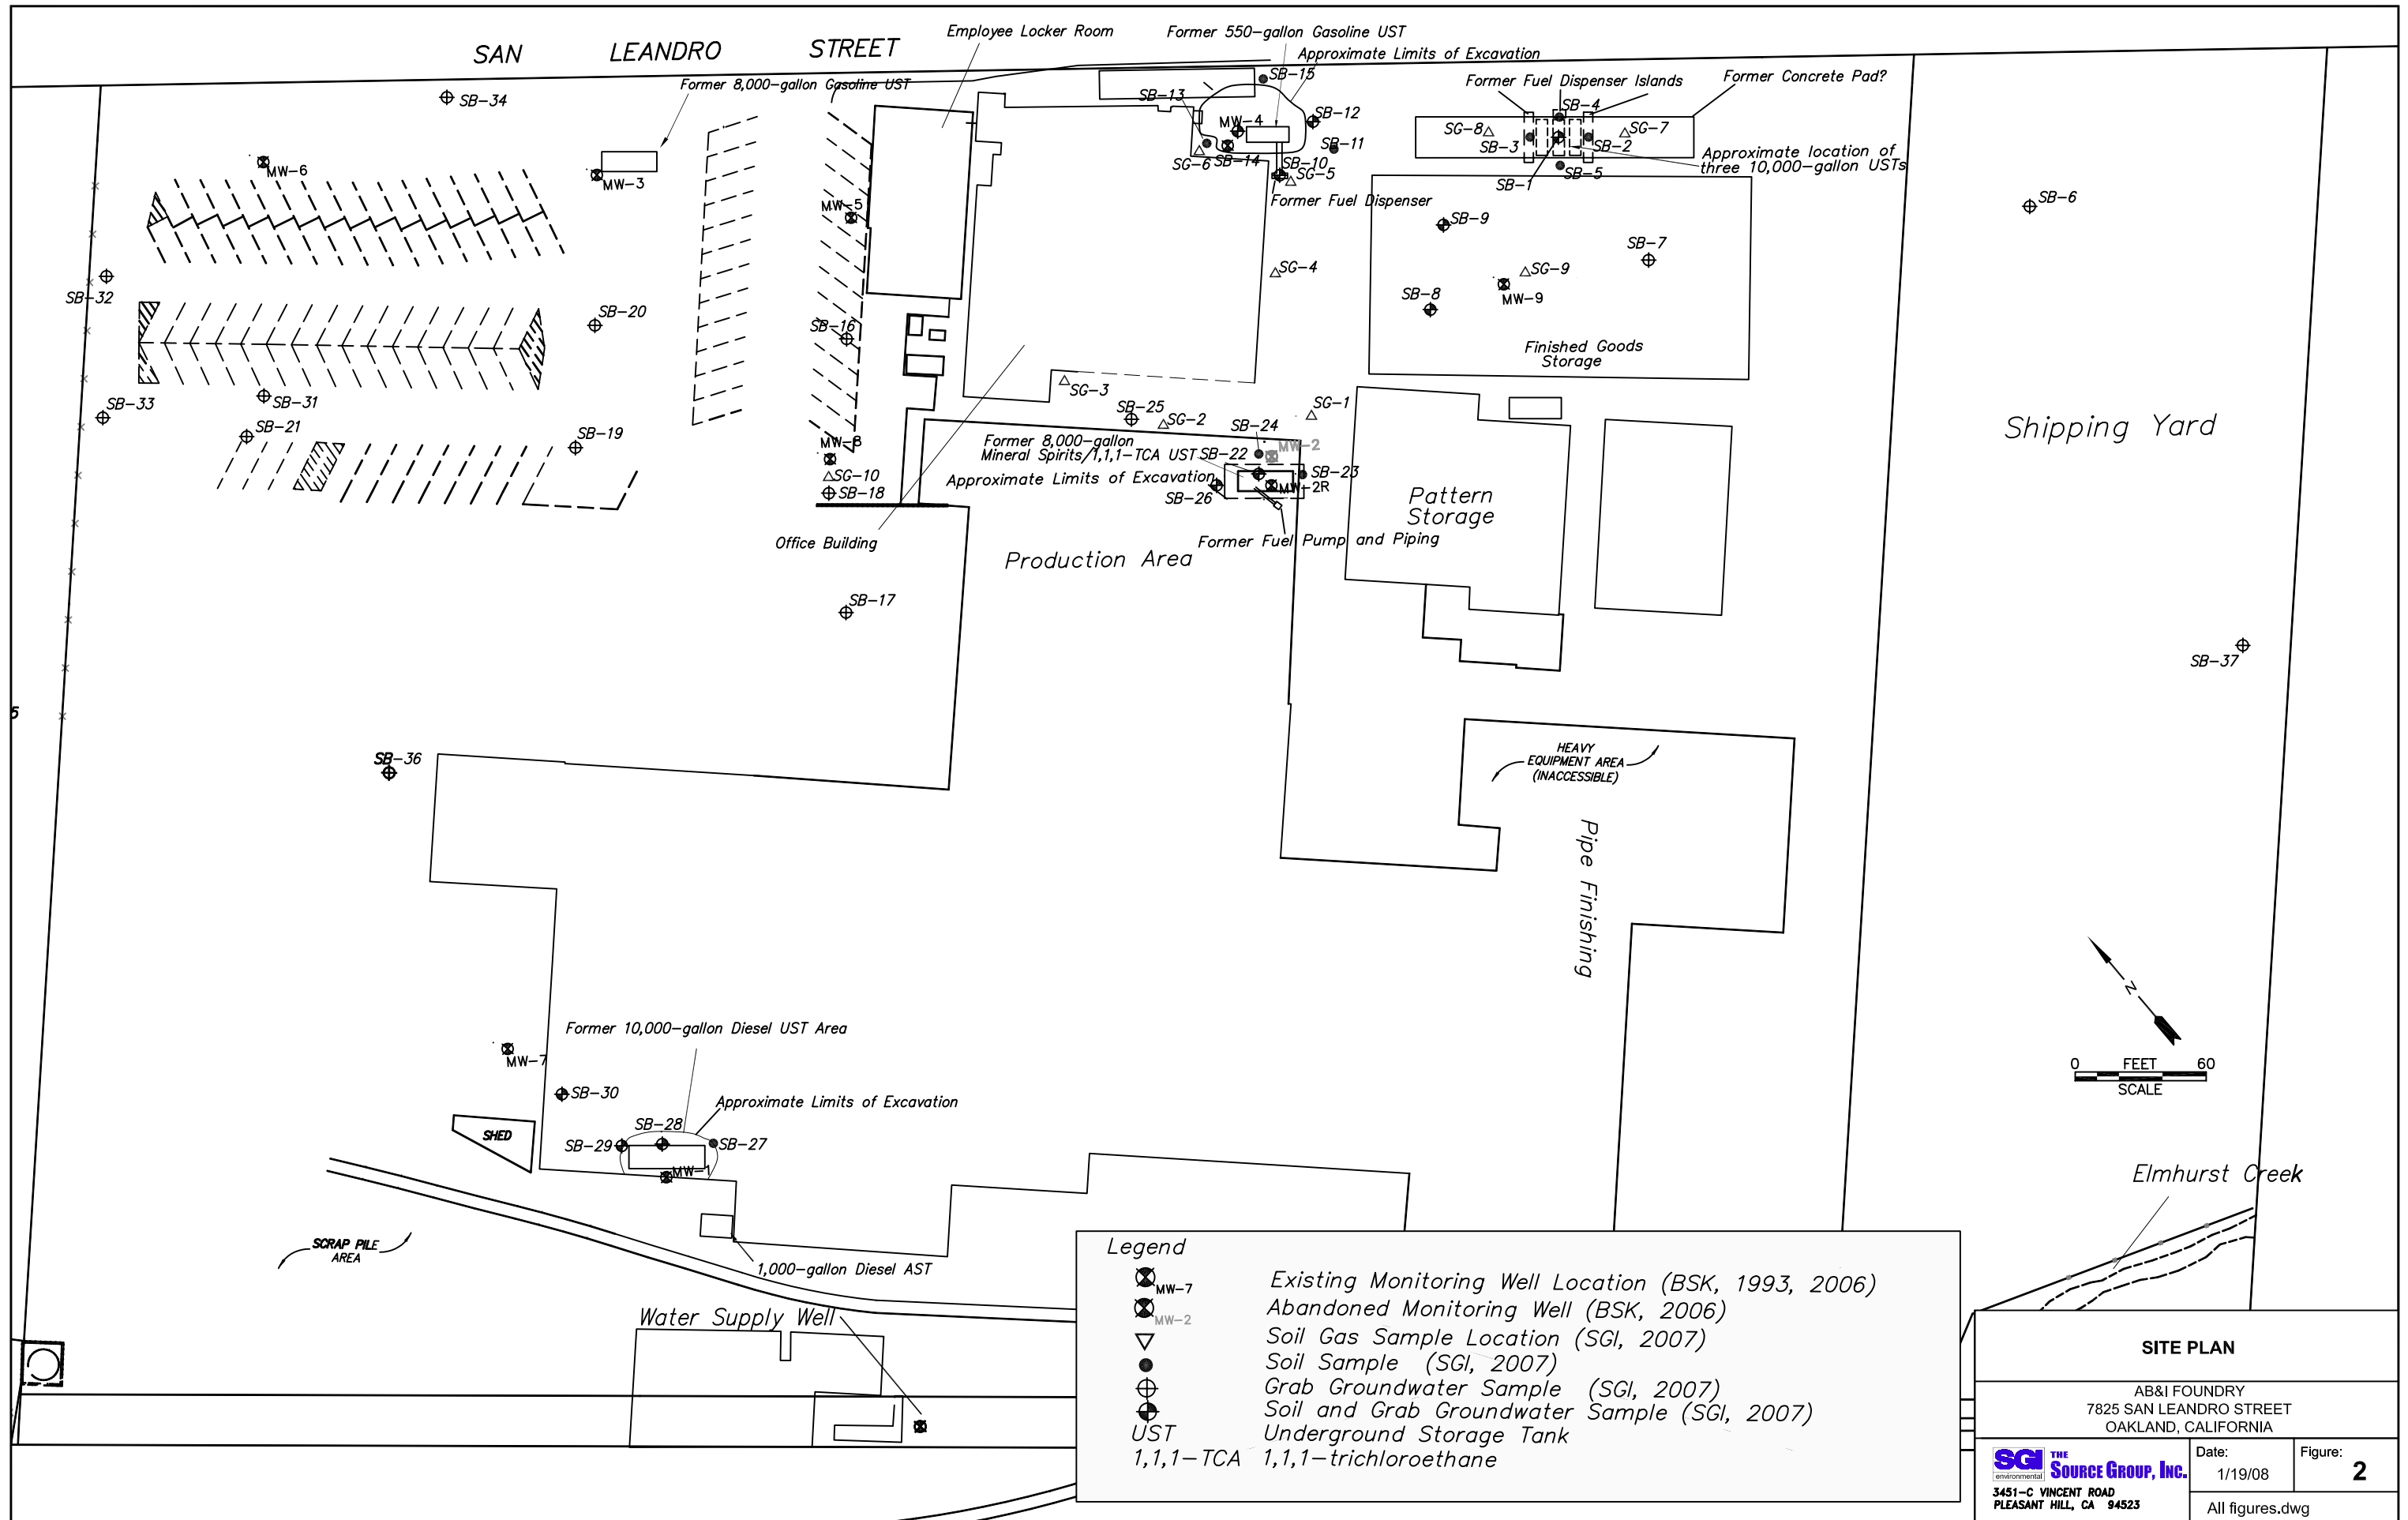 SAN LEANDRO STREET
Employee Locker Room
Former 550-gallon Gasoline UST
Approximate Limits of Excavation
Former 8,000-gallon Gasoline UST
SB-34
SB-15
SB-13
SB-12
MW-4
SB-11
SB-14
SG-6
SB-10
SG-5
Former Fuel Dispenser
Former Fuel Dispenser Islands
Former Concrete Pad?
SB-4
SG-8
SG-7
SB-3
SB-2
SB-1
SB-5
Approximate location of
three 10,000-gallon USTs
MW-6
MW-3
MW-5
SB-6
SB-9
SB-7
SG-4
SG-9
MW-9
SB-8
Finished Goods
Storage
SB-32
SB-20
SB-16
SB-33
SB-31
SB-21
SB-19
SG-3
SB-25
SG-2
SG-1
SB-24
MW-2
MW-8
SG-10
SB-18
Former 8,000-gallon
Mineral Spirits/1,1,1-TCA UST
SB-22
SB-23
Approximate Limits of Excavation
MW-2R
SB-26
Former Fuel Pump and Piping
Office Building
Production Area
Pattern
Storage
Shipping Yard
SB-17
SB-37
5
SB-36
HEAVY
EQUIPMENT AREA
(INACCESSIBLE)
Pipe Finishing
N
0 FEET 60
SCALE
Former 10,000-gallon Diesel UST Area
MW-7
SB-30
Approximate Limits of Excavation
SHED
SB-28
SB-29
SB-27
MW-1
SCRAP PILE
AREA
1,000-gallon Diesel AST
Water Supply Well
Elmhurst Creek
Legend
MW-7 Existing Monitoring Well Location (BSK, 1993, 2006)
MW-2 Abandoned Monitoring Well (BSK, 2006)
Soil Gas Sample Location (SGI, 2007)
Soil Sample (SGI, 2007)
Grab Groundwater Sample (SGI, 2007)
Soil and Grab Groundwater Sample (SGI, 2007)
UST Underground Storage Tank
1,1,1-TCA 1,1,1-trichloroethane
SITE PLAN
AB&I FOUNDRY
7825 SAN LEANDRO STREET
OAKLAND, CALIFORNIA
SGI environmental
THE
SOURCE GROUP, INC.
3451-C VINCENT ROAD
PLEASANT HILL, CA 94523
Date:
1/19/08
Figure:
2
All figures.dwg